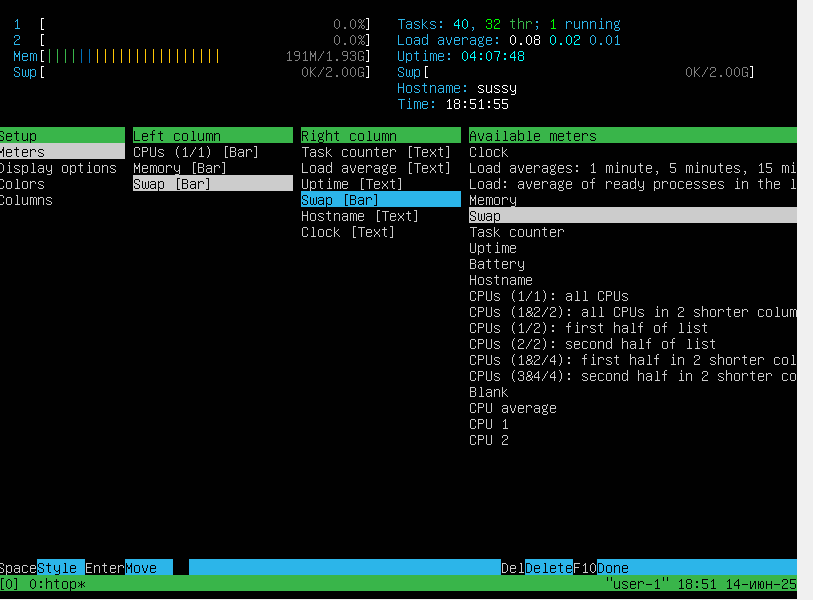 1 [ 0.0%] Tasks: 40, 32 thr; 1 running
2 [ 0.0%] Load average: 0.08 0.02 0.01
Mem[||||||||||||||||||||||| 191M/1.93G] Uptime: 04:07:48
Swp[ 0K/2.00G] Swp[ 0K/2.00G]
Hostname: sussy
Time: 18:51:55
Setup Left column Right column Available meters
Meters CPUs (1/1) [Bar] Task counter [Text] Clock
Display options Memory [Bar] Load average [Text] Load averages: 1 minute, 5 minutes, 15 mi
Colors Swap [Bar] Uptime [Text] Load: average of ready processes in the l
Columns Swap [Bar] Memory
Hostname [Text] Swap
Clock [Text] Task counter
Uptime
Battery
Hostname
CPUs (1/1): all CPUs
CPUs (1&2/2): all CPUs in 2 shorter colum
CPUs (1/2): first half of list
CPUs (2/2): second half of list
CPUs (1&2/4): first half in 2 shorter col
CPUs (3&4/4): second half in 2 shorter co
Blank
CPU average
CPU 1
CPU 2
SpaceStyle EnterMove DelDeleteF10Done
[0] 0:htop* "user-1" 18:51 14-июн-25